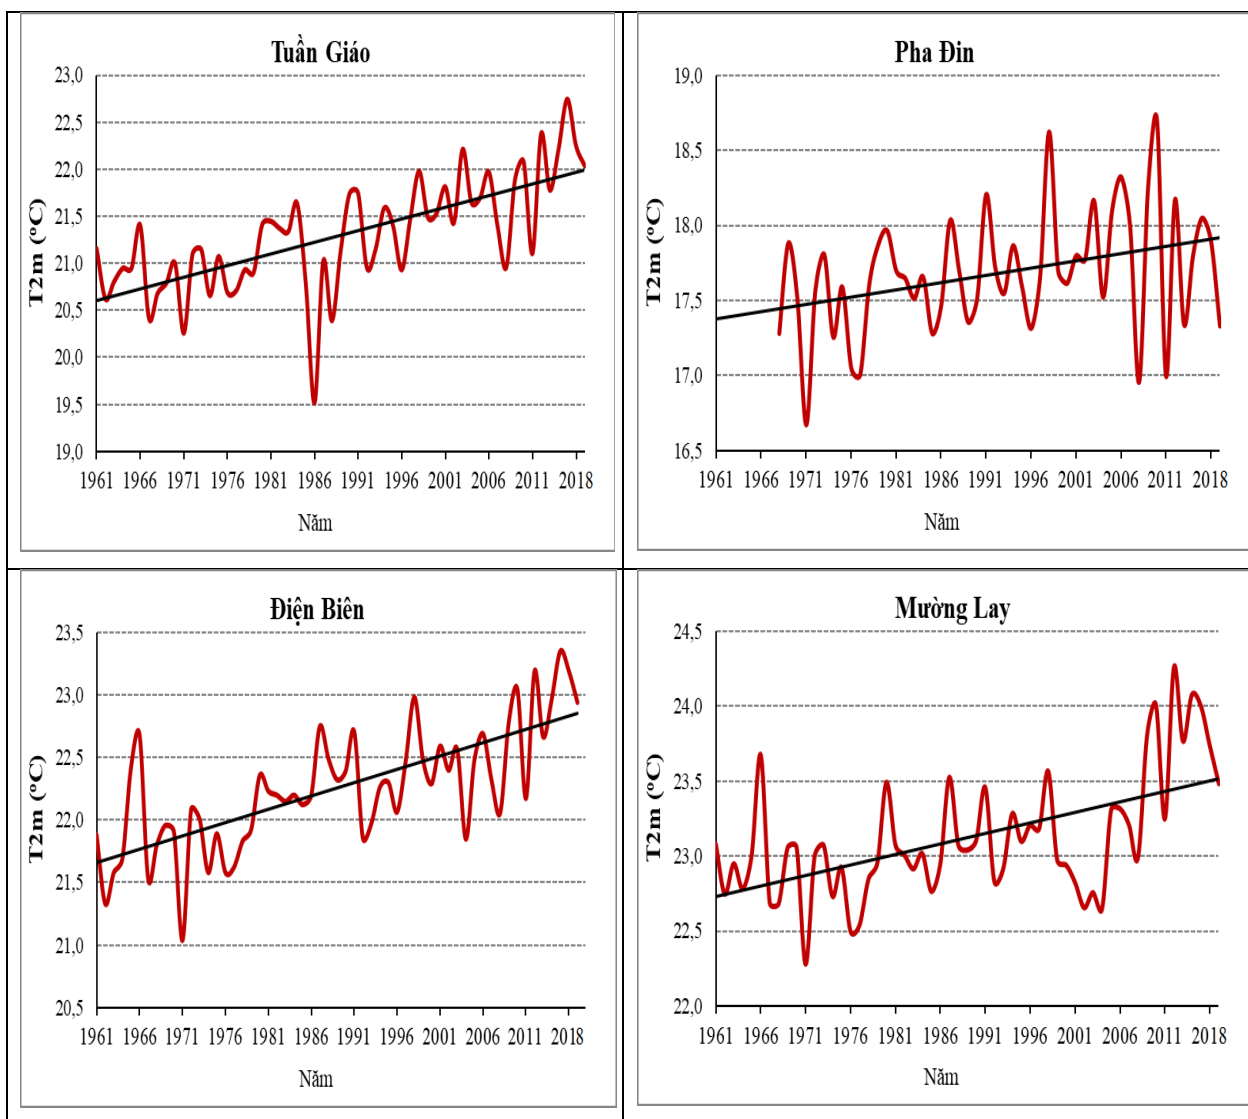 Tuần Giáo
T2m (°C)
23,0
22,5
22,0
21,5
21,0
20,5
20,0
19,5
19,0
1961 1966 1971 1976 1981 1986 1991 1996 2001 2006 2011 2018
Năm
Pha Đin
T2m (°C)
19,0
18,5
18,0
17,5
17,0
16,5
1961 1966 1971 1976 1981 1986 1991 1996 2001 2006 2011 2018
Năm
Điện Biên
T2m (°C)
23,5
23,0
22,5
22,0
21,5
21,0
20,5
1961 1966 1971 1976 1981 1986 1991 1996 2001 2006 2011 2018
Năm
Mường Lay
T2m (°C)
24,5
24,0
23,5
23,0
22,5
22,0
1961 1966 1971 1976 1981 1986 1991 1996 2001 2006 2011 2018
Năm